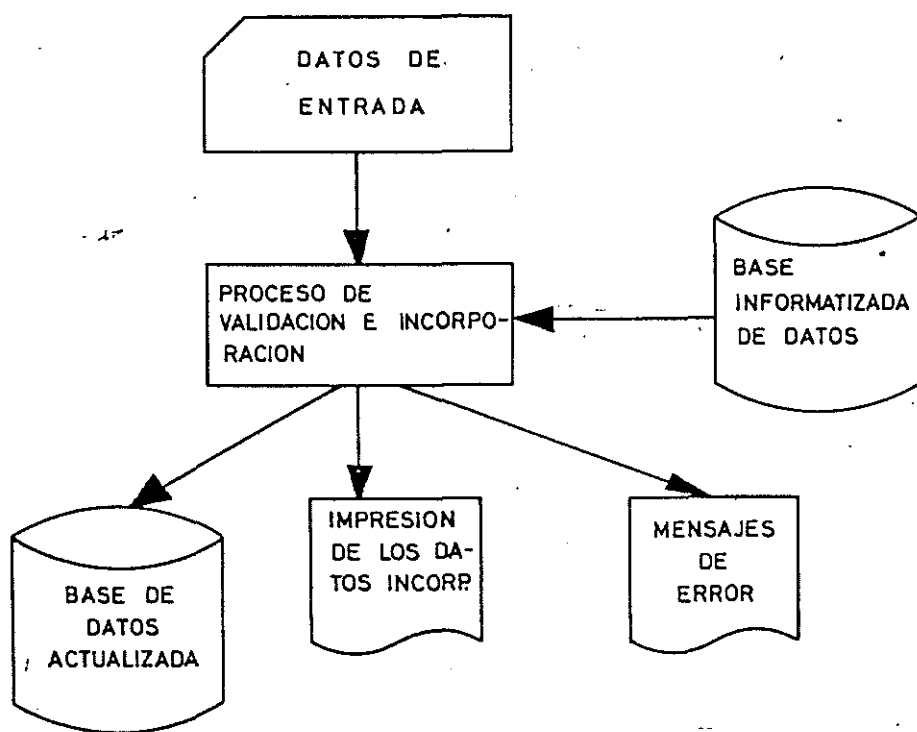 DATOS DE
ENTRADA
PROCESO DE
VALIDACION E INCORPO-
RACION
BASE
INFORMATIZADA
DE DATOS
BASE DE
DATOS
ACTUALIZADA
IMPRESION
DE LOS DA-
TOS INCORP.
MENSAJES
DE
ERROR